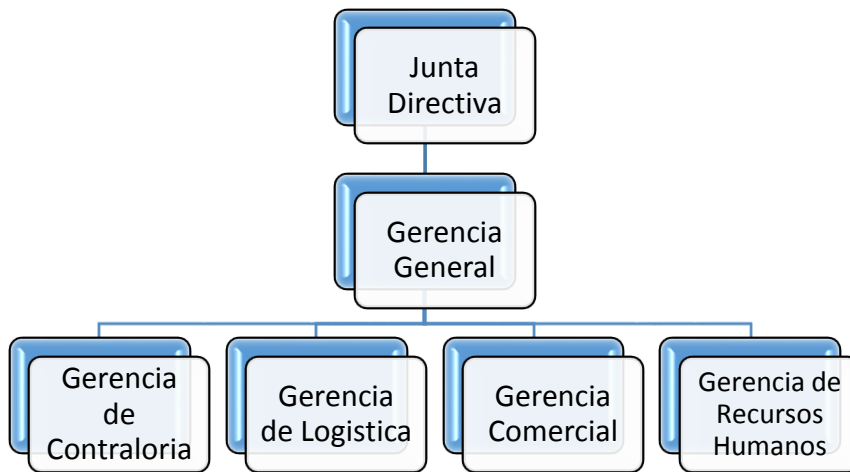 Junta
Directiva
Gerencia
General
Gerencia
de
Contraloria
Gerencia
de Logistica
Gerencia
Comercial
Gerencia de
Recursos
Humanos